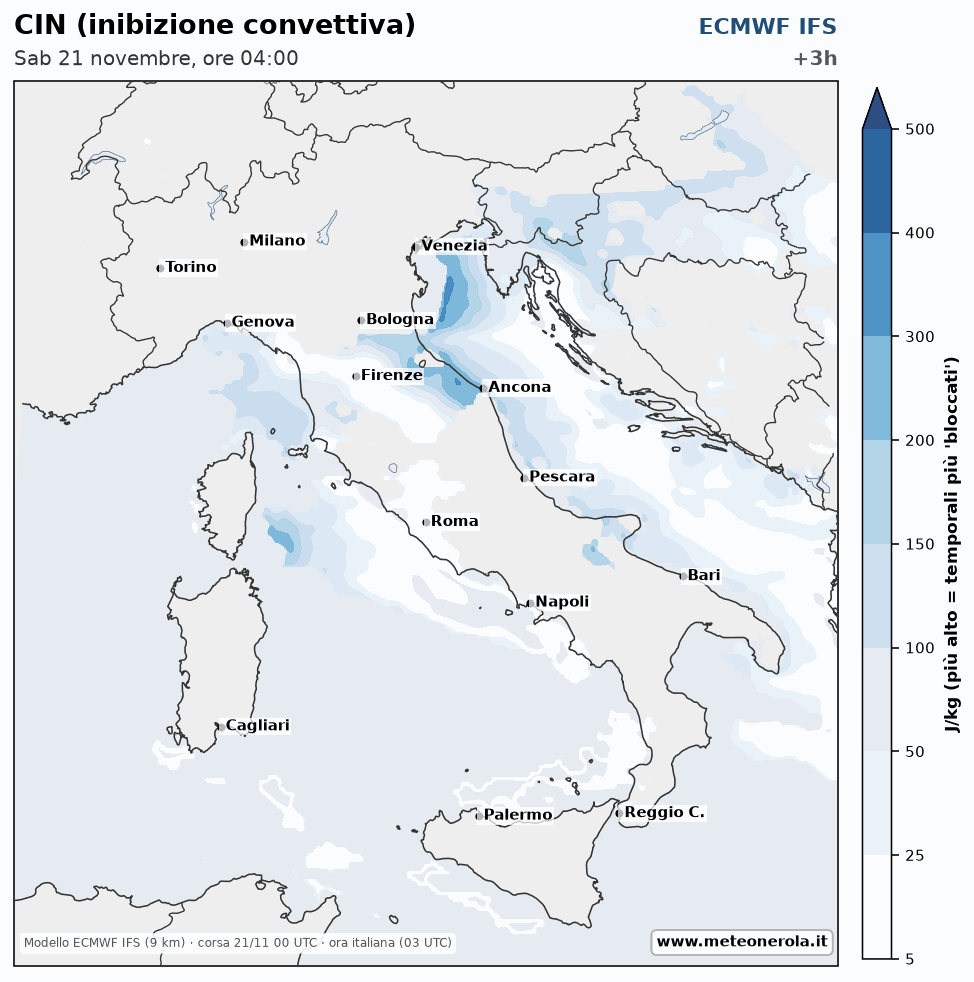 CIN (inibizione convettiva)
ECMWF IFS
Sab 21 novembre, ore 04:00
+3h
Milano
Venezia
Torino
Genova
Bologna
Firenze
Ancona
Pescara
Roma
Bari
Napoli
Cagliari
Palermo
Reggio C.
500
400
300
200
150
100
50
25
5
J/kg (più alto = temporali più 'bloccati')
Modello ECMWF IFS (9 km) · corsa 21/11 00 UTC · ora italiana (03 UTC)
www.meteonerola.it